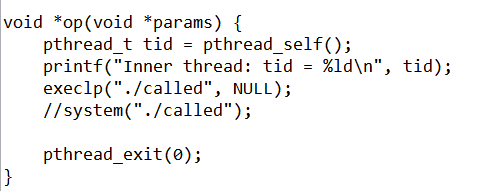 void *op(void *params) {
    pthread_t tid = pthread_self();
    printf("Inner thread: tid = %ld\n", tid);
    execlp("./called", NULL);
    //system("./called");

    pthread_exit(0);
}